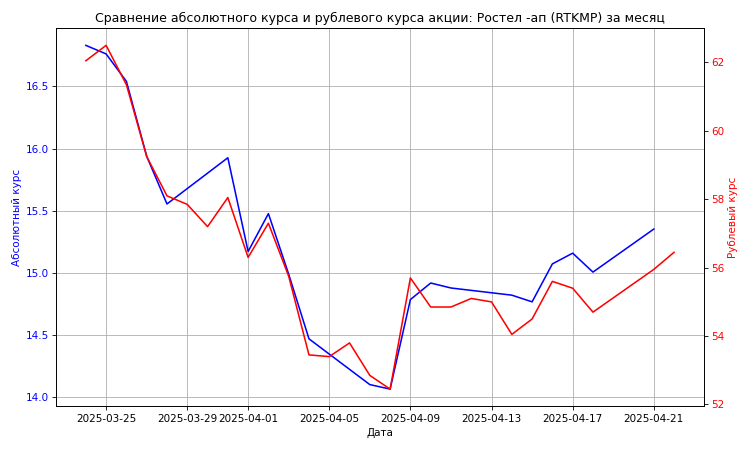 Сравнение абсолютного курса и рублевого курса акции: Ростел -ап (RTKMP) за месяц
Абсолютный курс
16.5
16.0
15.5
15.0
14.5
14.0
62
60
58
56
54
52
Рублевый курс
2025-03-25 2025-03-29 2025-04-01 2025-04-05 2025-04-09 2025-04-13 2025-04-17 2025-04-21
Дата